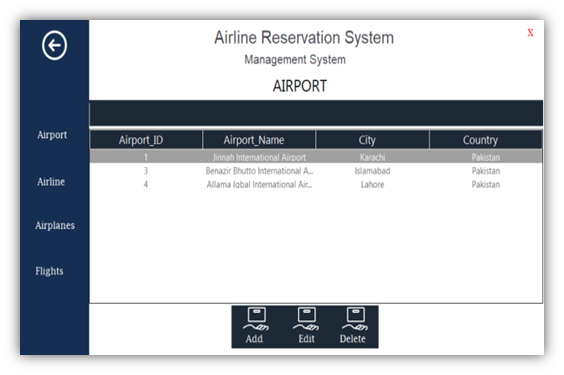 Airline Reservation System
X
Management System
AIRPORT
Airport
Airline
Airplanes
Flights
Airport_ID Airport_Name City Country
1 Jinnah International Airport Karachi Pakistan
3 Benazir Bhutto International A... Islamabad Pakistan
4 Allama Iqbal International Air... Lahore Pakistan
Add Edit Delete